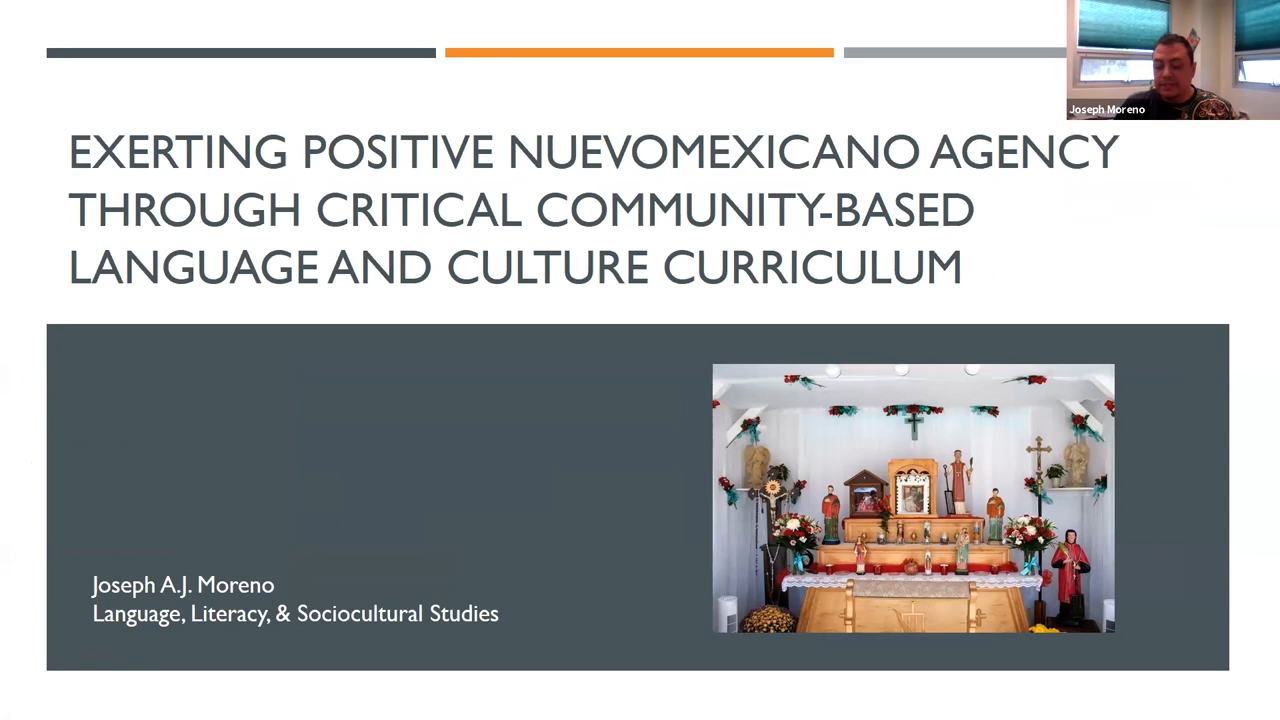 Joseph Moreno
EXERTING POSITIVE NUEVOMEXICANO AGENCY
THROUGH CRITICAL COMMUNITY-BASED
LANGUAGE AND CULTURE CURRICULUM
Joseph A.J. Moreno
Language, Literacy, & Sociocultural Studies